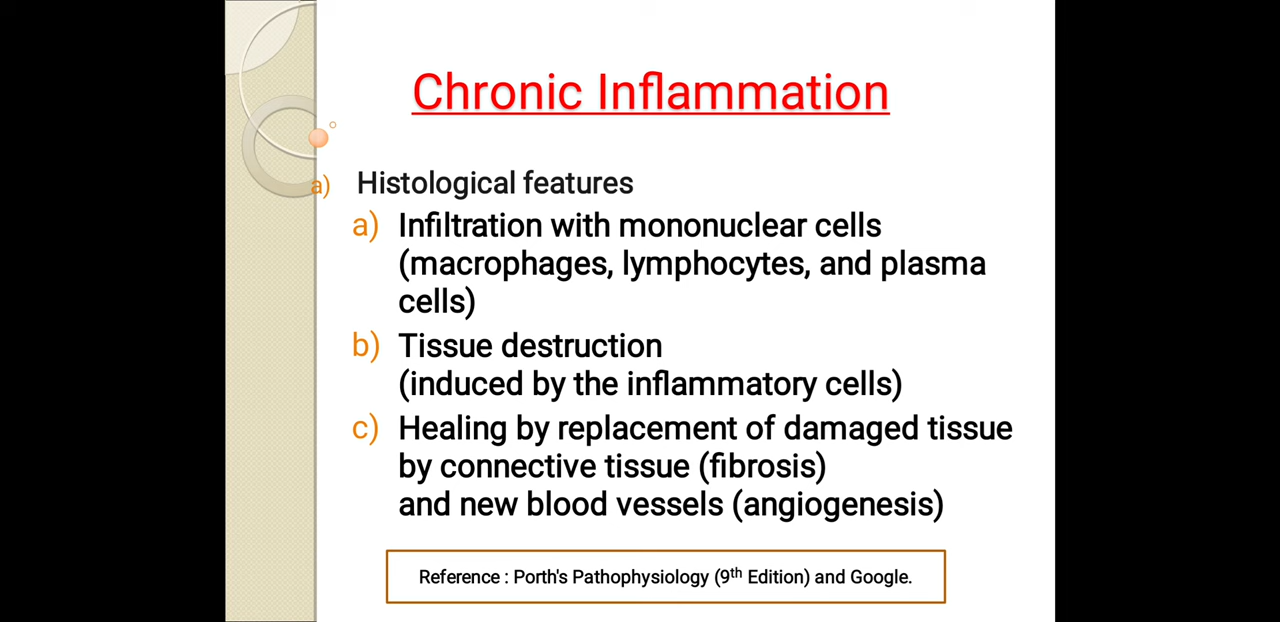 Chronic Inflammation
a) Histological features
a) Infiltration with mononuclear cells
(macrophages, lymphocytes, and plasma
cells)
b) Tissue destruction
(induced by the inflammatory cells)
c) Healing by replacement of damaged tissue
by connective tissue (fibrosis)
and new blood vessels (angiogenesis)
Reference : Porth's Pathophysiology (9th Edition) and Google.